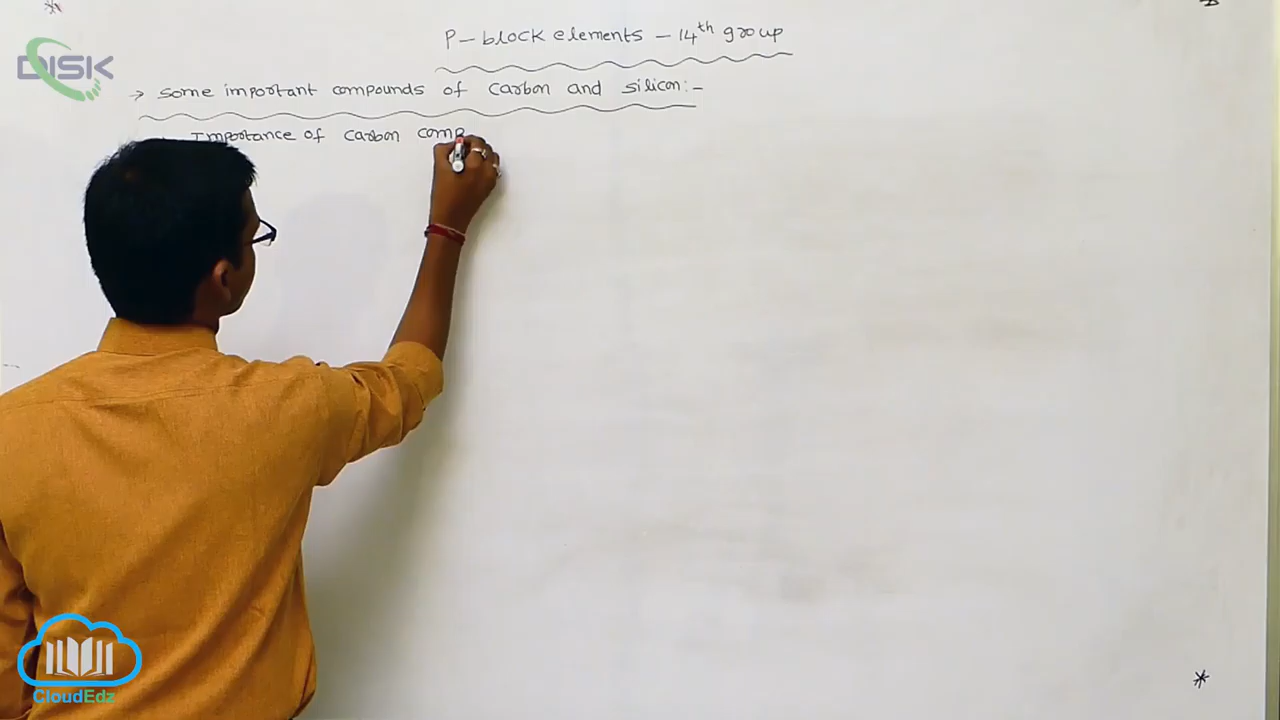 P - block elements - 14th group
DISK
→ Some important compounds of carbon and silicon:-
Importance of carbon comp
CloudEdz